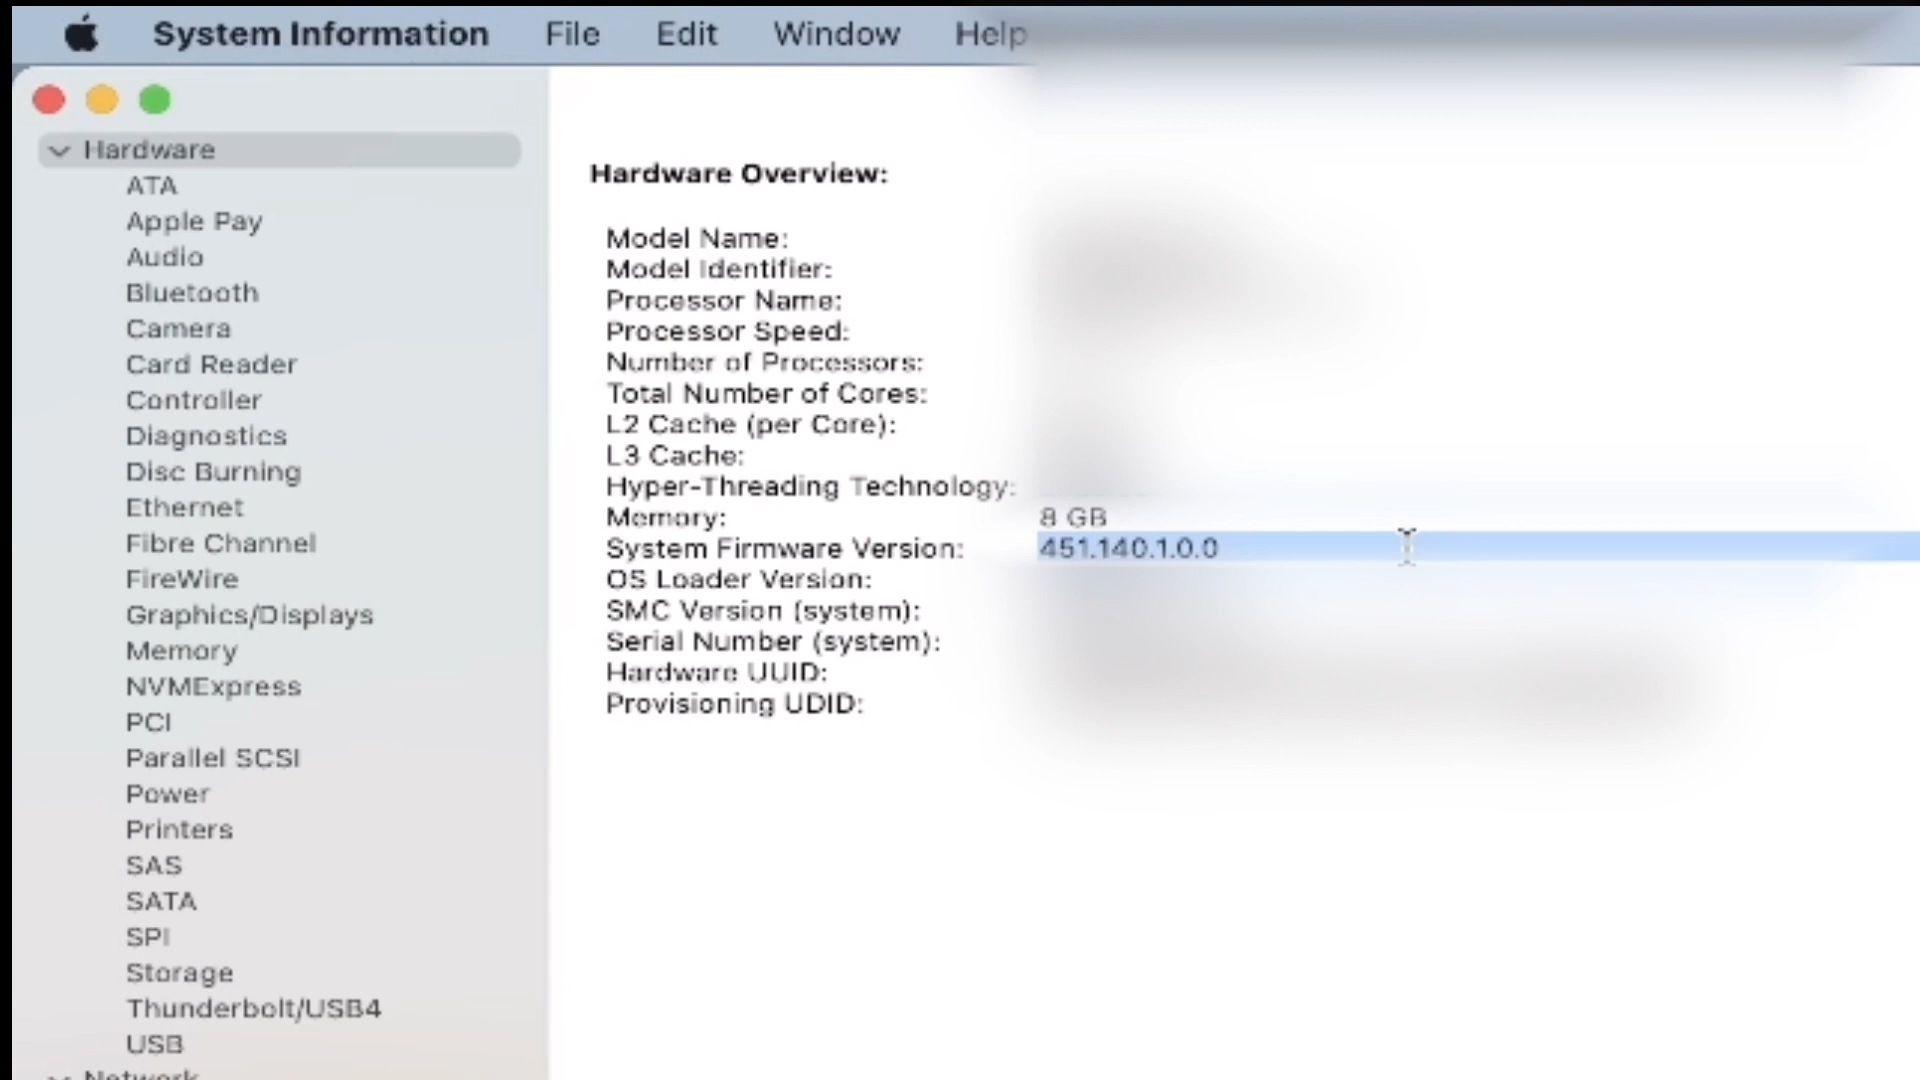 System Information File Edit Window Help
Hardware
ATA
Apple Pay
Audio
Bluetooth
Camera
Card Reader
Controller
Diagnostics
Disc Burning
Ethernet
Fibre Channel
FireWire
Graphics/Displays
Memory
NVMExpress
PCI
Parallel SCSI
Power
Printers
SAS
SATA
SPI
Storage
Thunderbolt/USB4
USB
Network
Hardware Overview:
Model Name:
Model Identifier:
Processor Name:
Processor Speed:
Number of Processors:
Total Number of Cores:
L2 Cache (per Core):
L3 Cache:
Hyper-Threading Technology:
Memory: 8 GB
System Firmware Version: 451.140.1.0.0
OS Loader Version:
SMC Version (system):
Serial Number (system):
Hardware UUID:
Provisioning UDID: